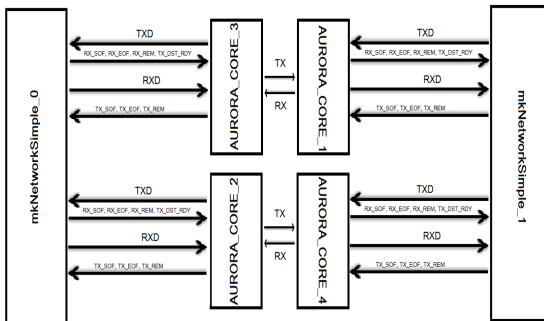 mkNetworkSimple_0
TXD
RX_SOF, RX_EOF, RX_REM, TX_DST_RDY
RXD
TX_SOF, TX_EOF, TX_REM
AURORA_CORE_3
TX
RX
AURORA_CORE_1
TXD
RX_SOF, RX_EOF, RX_REM, TX_DST_RDY
RXD
TX_SOF, TX_EOF, TX_REM
mkNetworkSimple_1
TXD
RX_SOF, RX_EOF, RX_REM, TX_DST_RDY
RXD
TX_SOF, TX_EOF, TX_REM
AURORA_CORE_2
TX
RX
AURORA_CORE_4
TXD
RX_SOF, RX_EOF, RX_REM, TX_DST_RDY
RXD
TX_SOF, TX_EOF, TX_REM